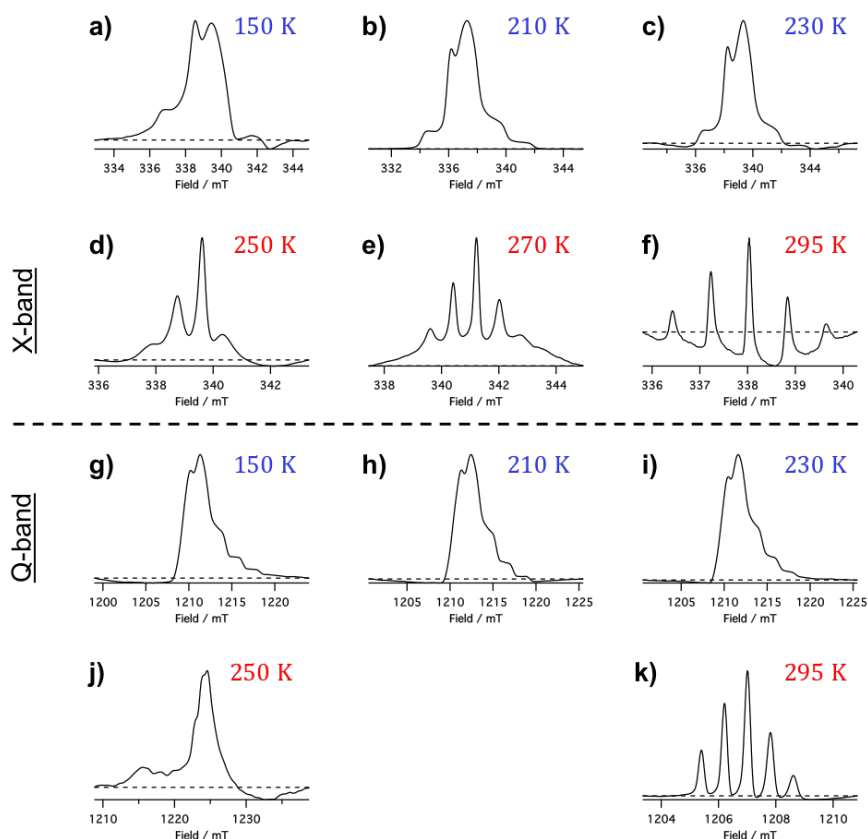 a) 150 K
b) 210 K
c) 230 K
334 336 338 340 342 344
Field / mT
332 336 340 344
Field / mT
336 340 344
Field / mT
X-band
d) 250 K
e) 270 K
f) 295 K
336 338 340 342
Field / mT
338 340 342 344
Field / mT
336 337 338 339 340
Field / mT
Q-band
g) 150 K
h) 210 K
i) 230 K
1200 1205 1210 1215 1220
Field / mT
1205 1210 1215 1220 1225
Field / mT
1205 1210 1215 1220 1225
Field / mT
j) 250 K
k) 295 K
1210 1220 1230
Field / mT
1204 1206 1208 1210
Field / mT